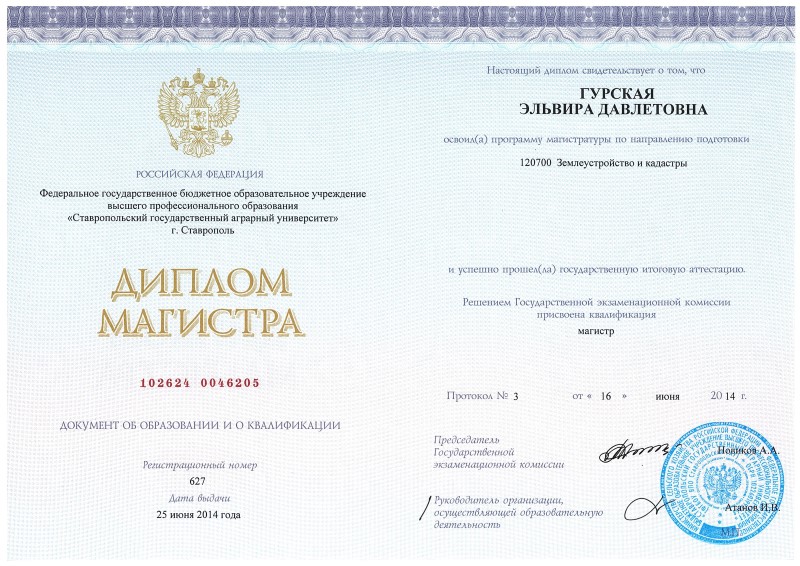 РОССИЙСКАЯ ФЕДЕРАЦИЯ
Федеральное государственное бюджетное образовательное учреждение
высшего профессионального образования
«Ставропольский государственный аграрный университет»
г. Ставрополь
ДИПЛОМ
МАГИСТРА
102624 0046205
ДОКУМЕНТ ОБ ОБРАЗОВАНИИ И О КВАЛИФИКАЦИИ
Регистрационный номер
627
Дата выдачи
25 июня 2014 года
Настоящий диплом свидетельствует о том, что
ГУРСКАЯ
ЭЛЬВИРА ДАВЛЕТОВНА
освоил(а) программу магистратуры по направлению подготовки
120700 Землеустройство и кадастры
и успешно прошел(ла) государственную итоговую аттестацию.
Решением Государственной экзаменационной комиссии
присвоена квалификация
магистр
Протокол № 3 от « 16 » июня 2014 г.
Председатель
Государственной
экзаменационной комиссии
Новиков А.А.
Руководитель организации,
осуществляющей образовательную
деятельность
Атанов И.В.
М.П.